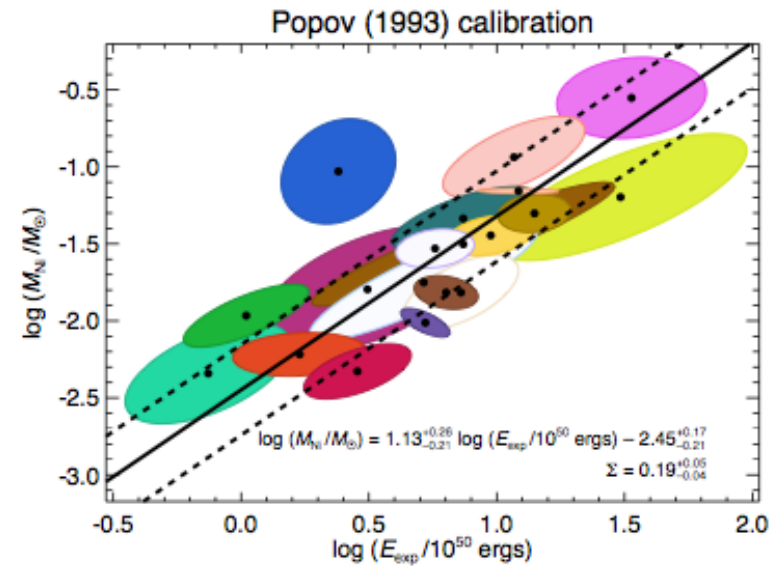 Popov (1993) calibration
log (M_Ni/M_⊙)
-0.5
-1.0
-1.5
-2.0
-2.5
-3.0
log (M_Ni/M_⊙) = 1.13^{+0.26}_{-0.21} log (E_exp/10^50 ergs) − 2.45^{+0.17}_{-0.21}
Σ = 0.19^{+0.05}_{-0.04}
-0.5 0.0 0.5 1.0 1.5 2.0
log (E_exp/10^50 ergs)